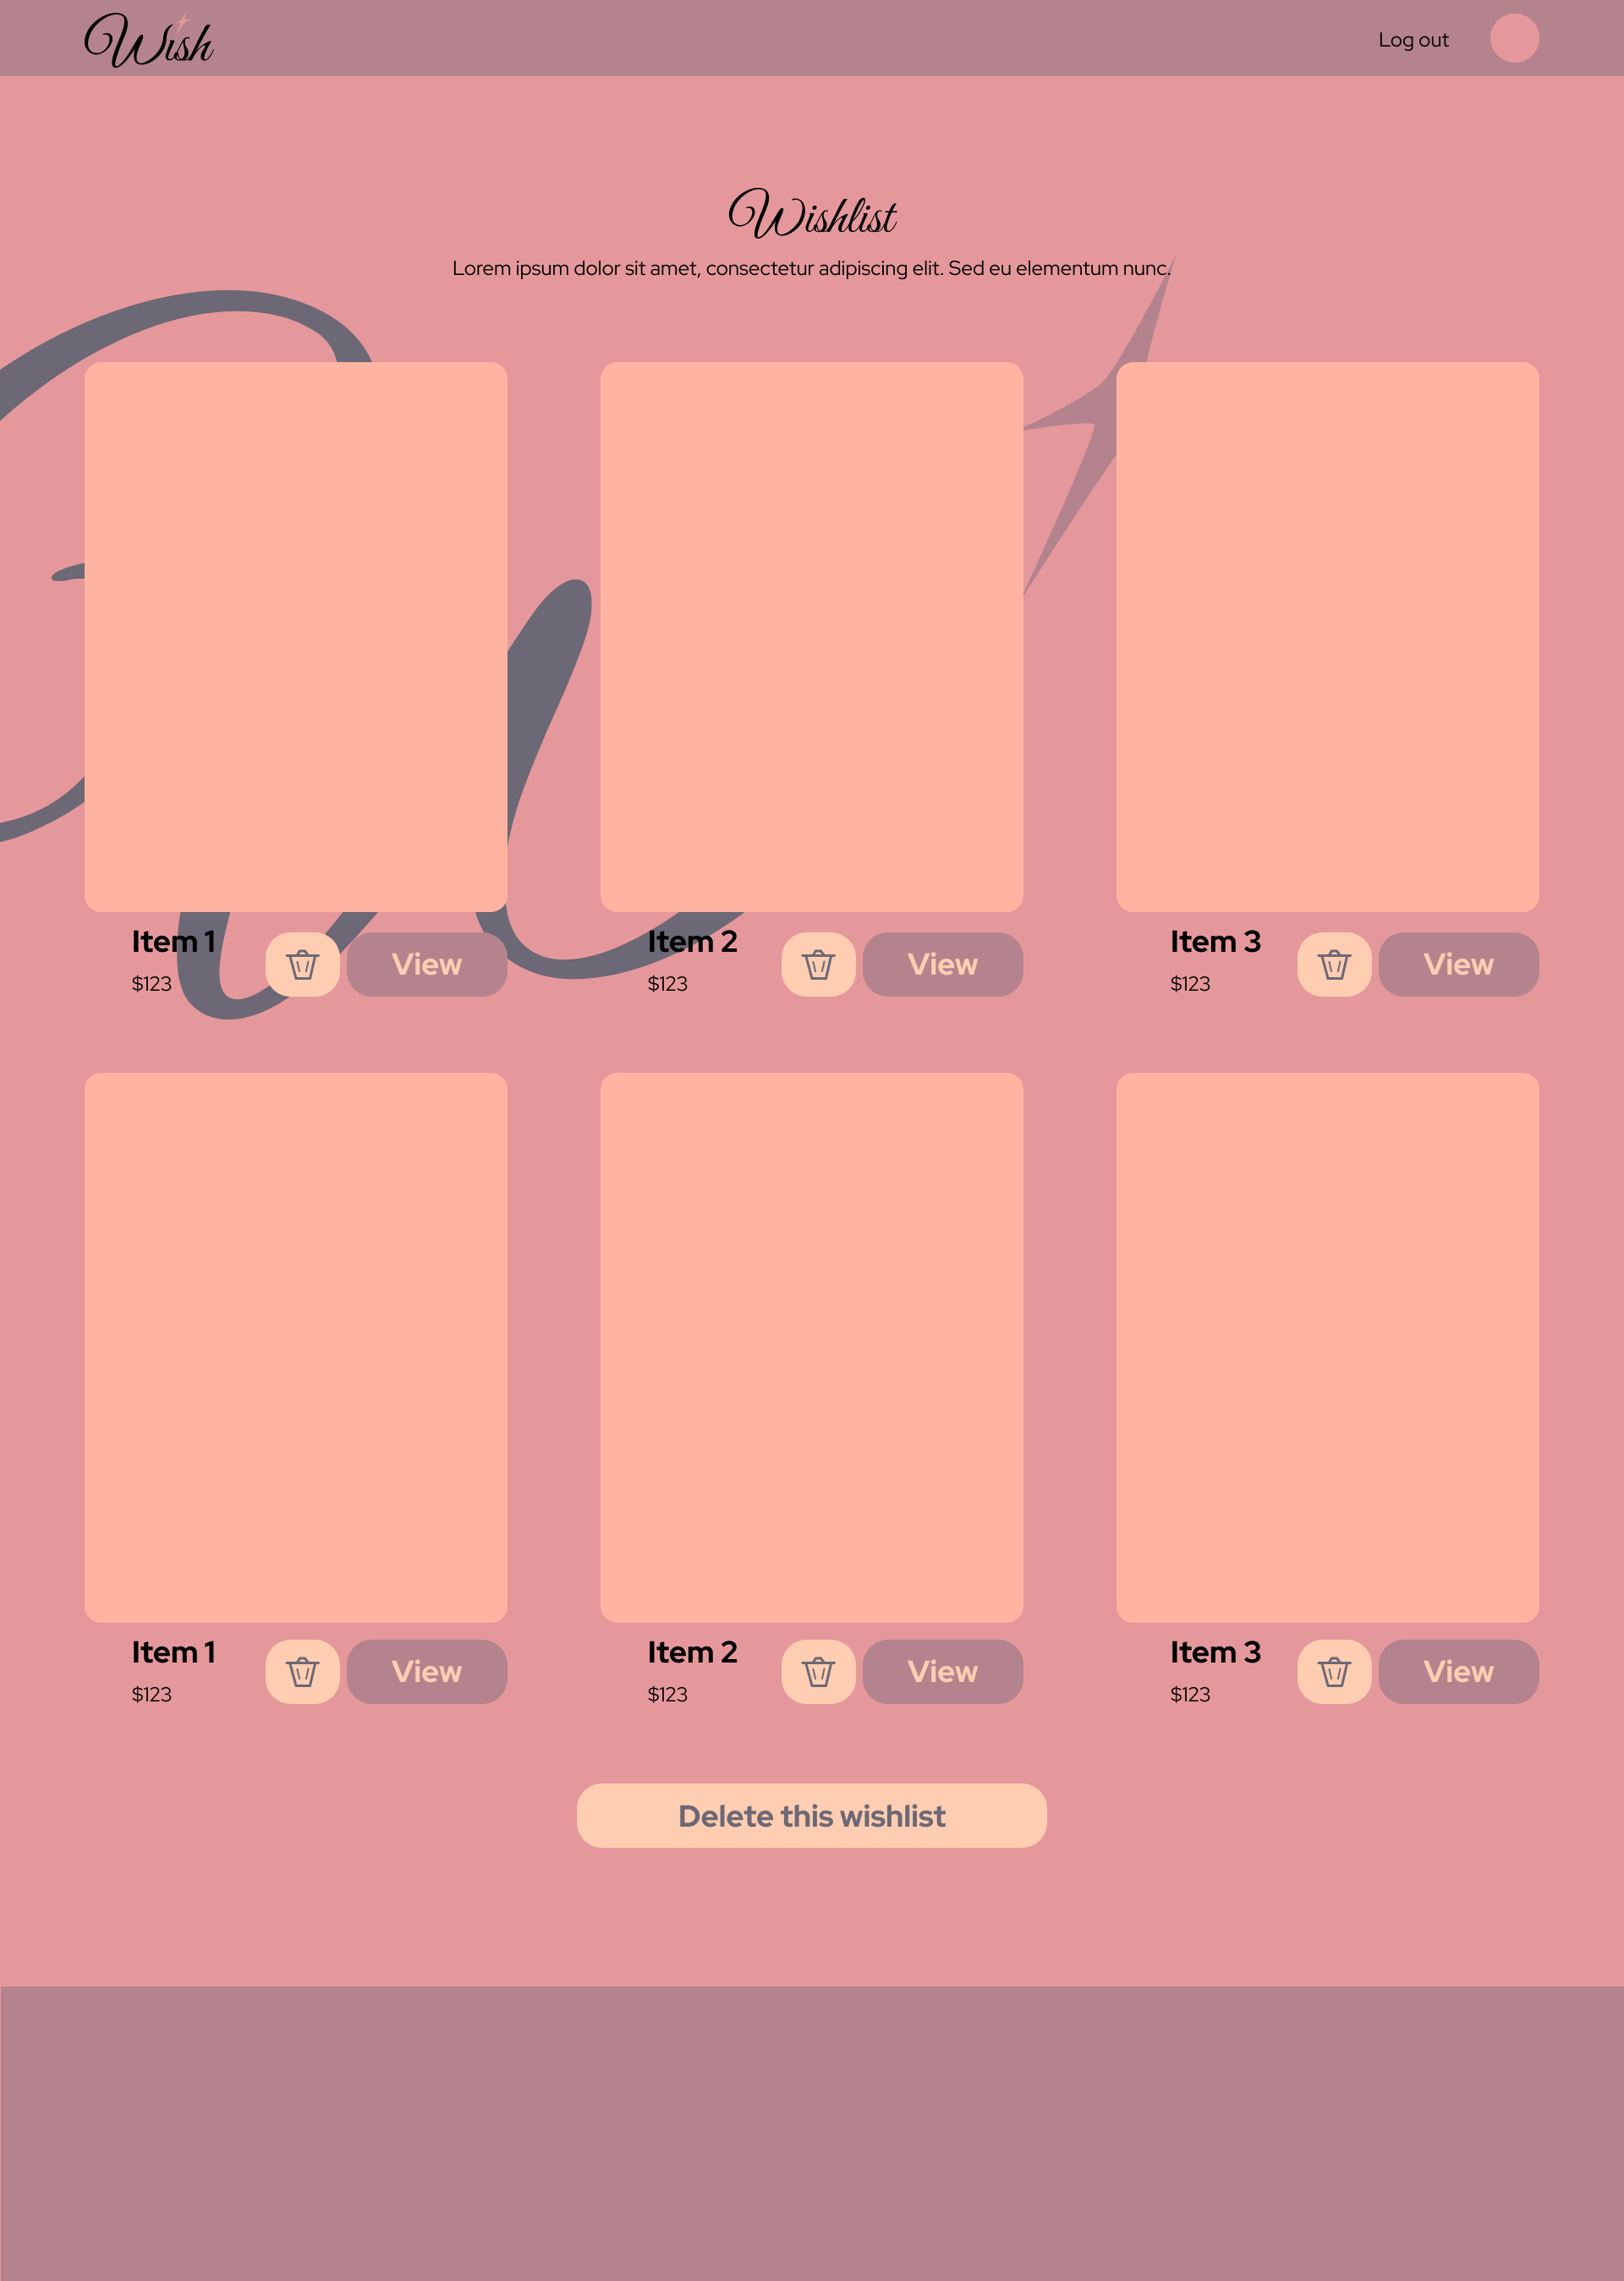 Wish
Log out
Wishlist
Lorem ipsum dolor sit amet, consectetur adipiscing elit. Sed eu elementum nunc.
Item 1
$123
View
Item 2
$123
View
Item 3
$123
View
Item 1
$123
View
Item 2
$123
View
Item 3
$123
View
Delete this wishlist